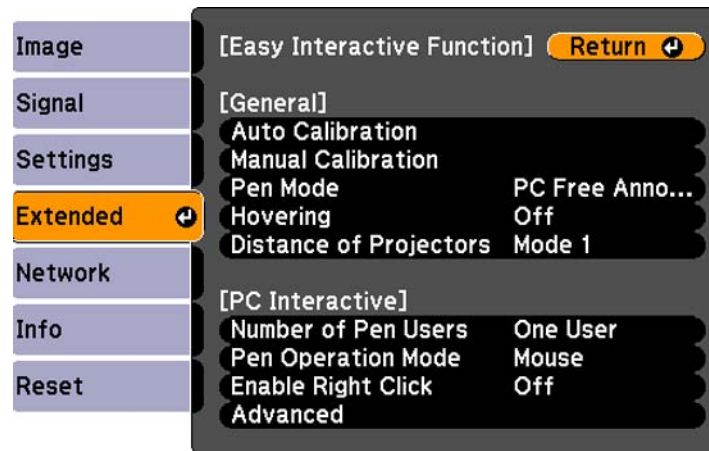 Image
Signal
Settings
Extended
Network
Info
Reset
[Easy Interactive Function] Return
[General]
Auto Calibration
Manual Calibration
Pen Mode PC Free Anno...
Hovering Off
Distance of Projectors Mode 1
[PC Interactive]
Number of Pen Users One User
Pen Operation Mode Mouse
Enable Right Click Off
Advanced